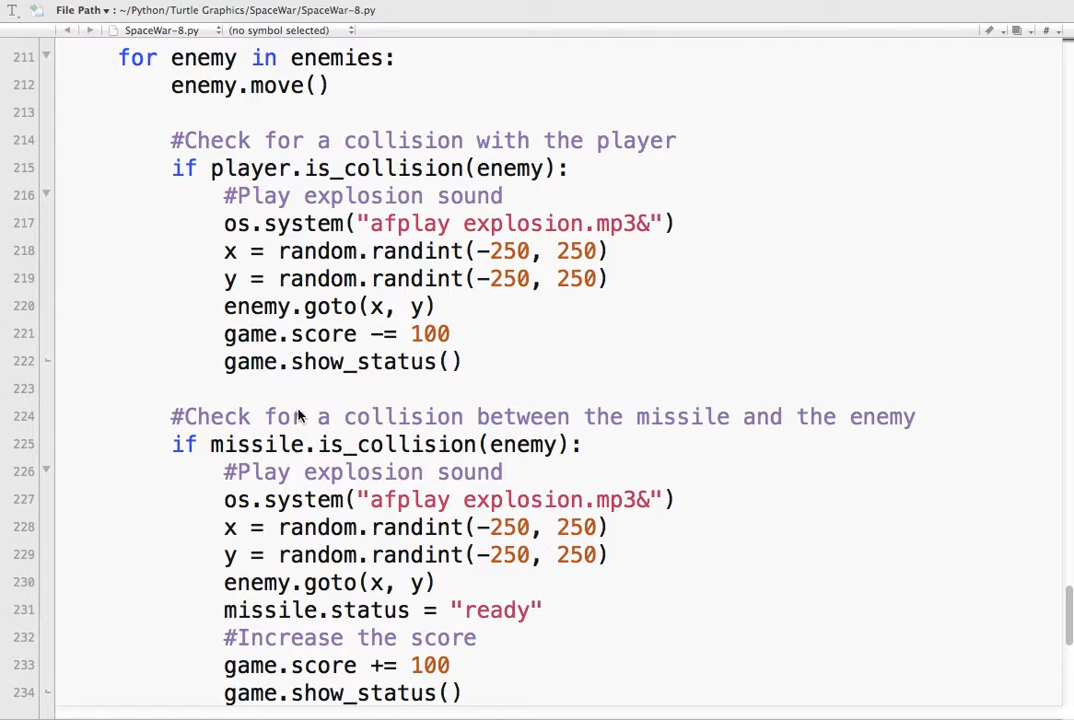 File Path ▾ : ~/Python/Turtle Graphics/SpaceWar/SpaceWar-8.py
SpaceWar-8.py (no symbol selected) #
211 for enemy in enemies:
212 enemy.move()
213
214 #Check for a collision with the player
215 if player.is_collision(enemy):
216 #Play explosion sound
217 os.system("afplay explosion.mp3&")
218 x = random.randint(-250, 250)
219 y = random.randint(-250, 250)
220 enemy.goto(x, y)
221 game.score -= 100
222 game.show_status()
223
224 #Check for a collision between the missile and the enemy
225 if missile.is_collision(enemy):
226 #Play explosion sound
227 os.system("afplay explosion.mp3&")
228 x = random.randint(-250, 250)
229 y = random.randint(-250, 250)
230 enemy.goto(x, y)
231 missile.status = "ready"
232 #Increase the score
233 game.score += 100
234 game.show_status()